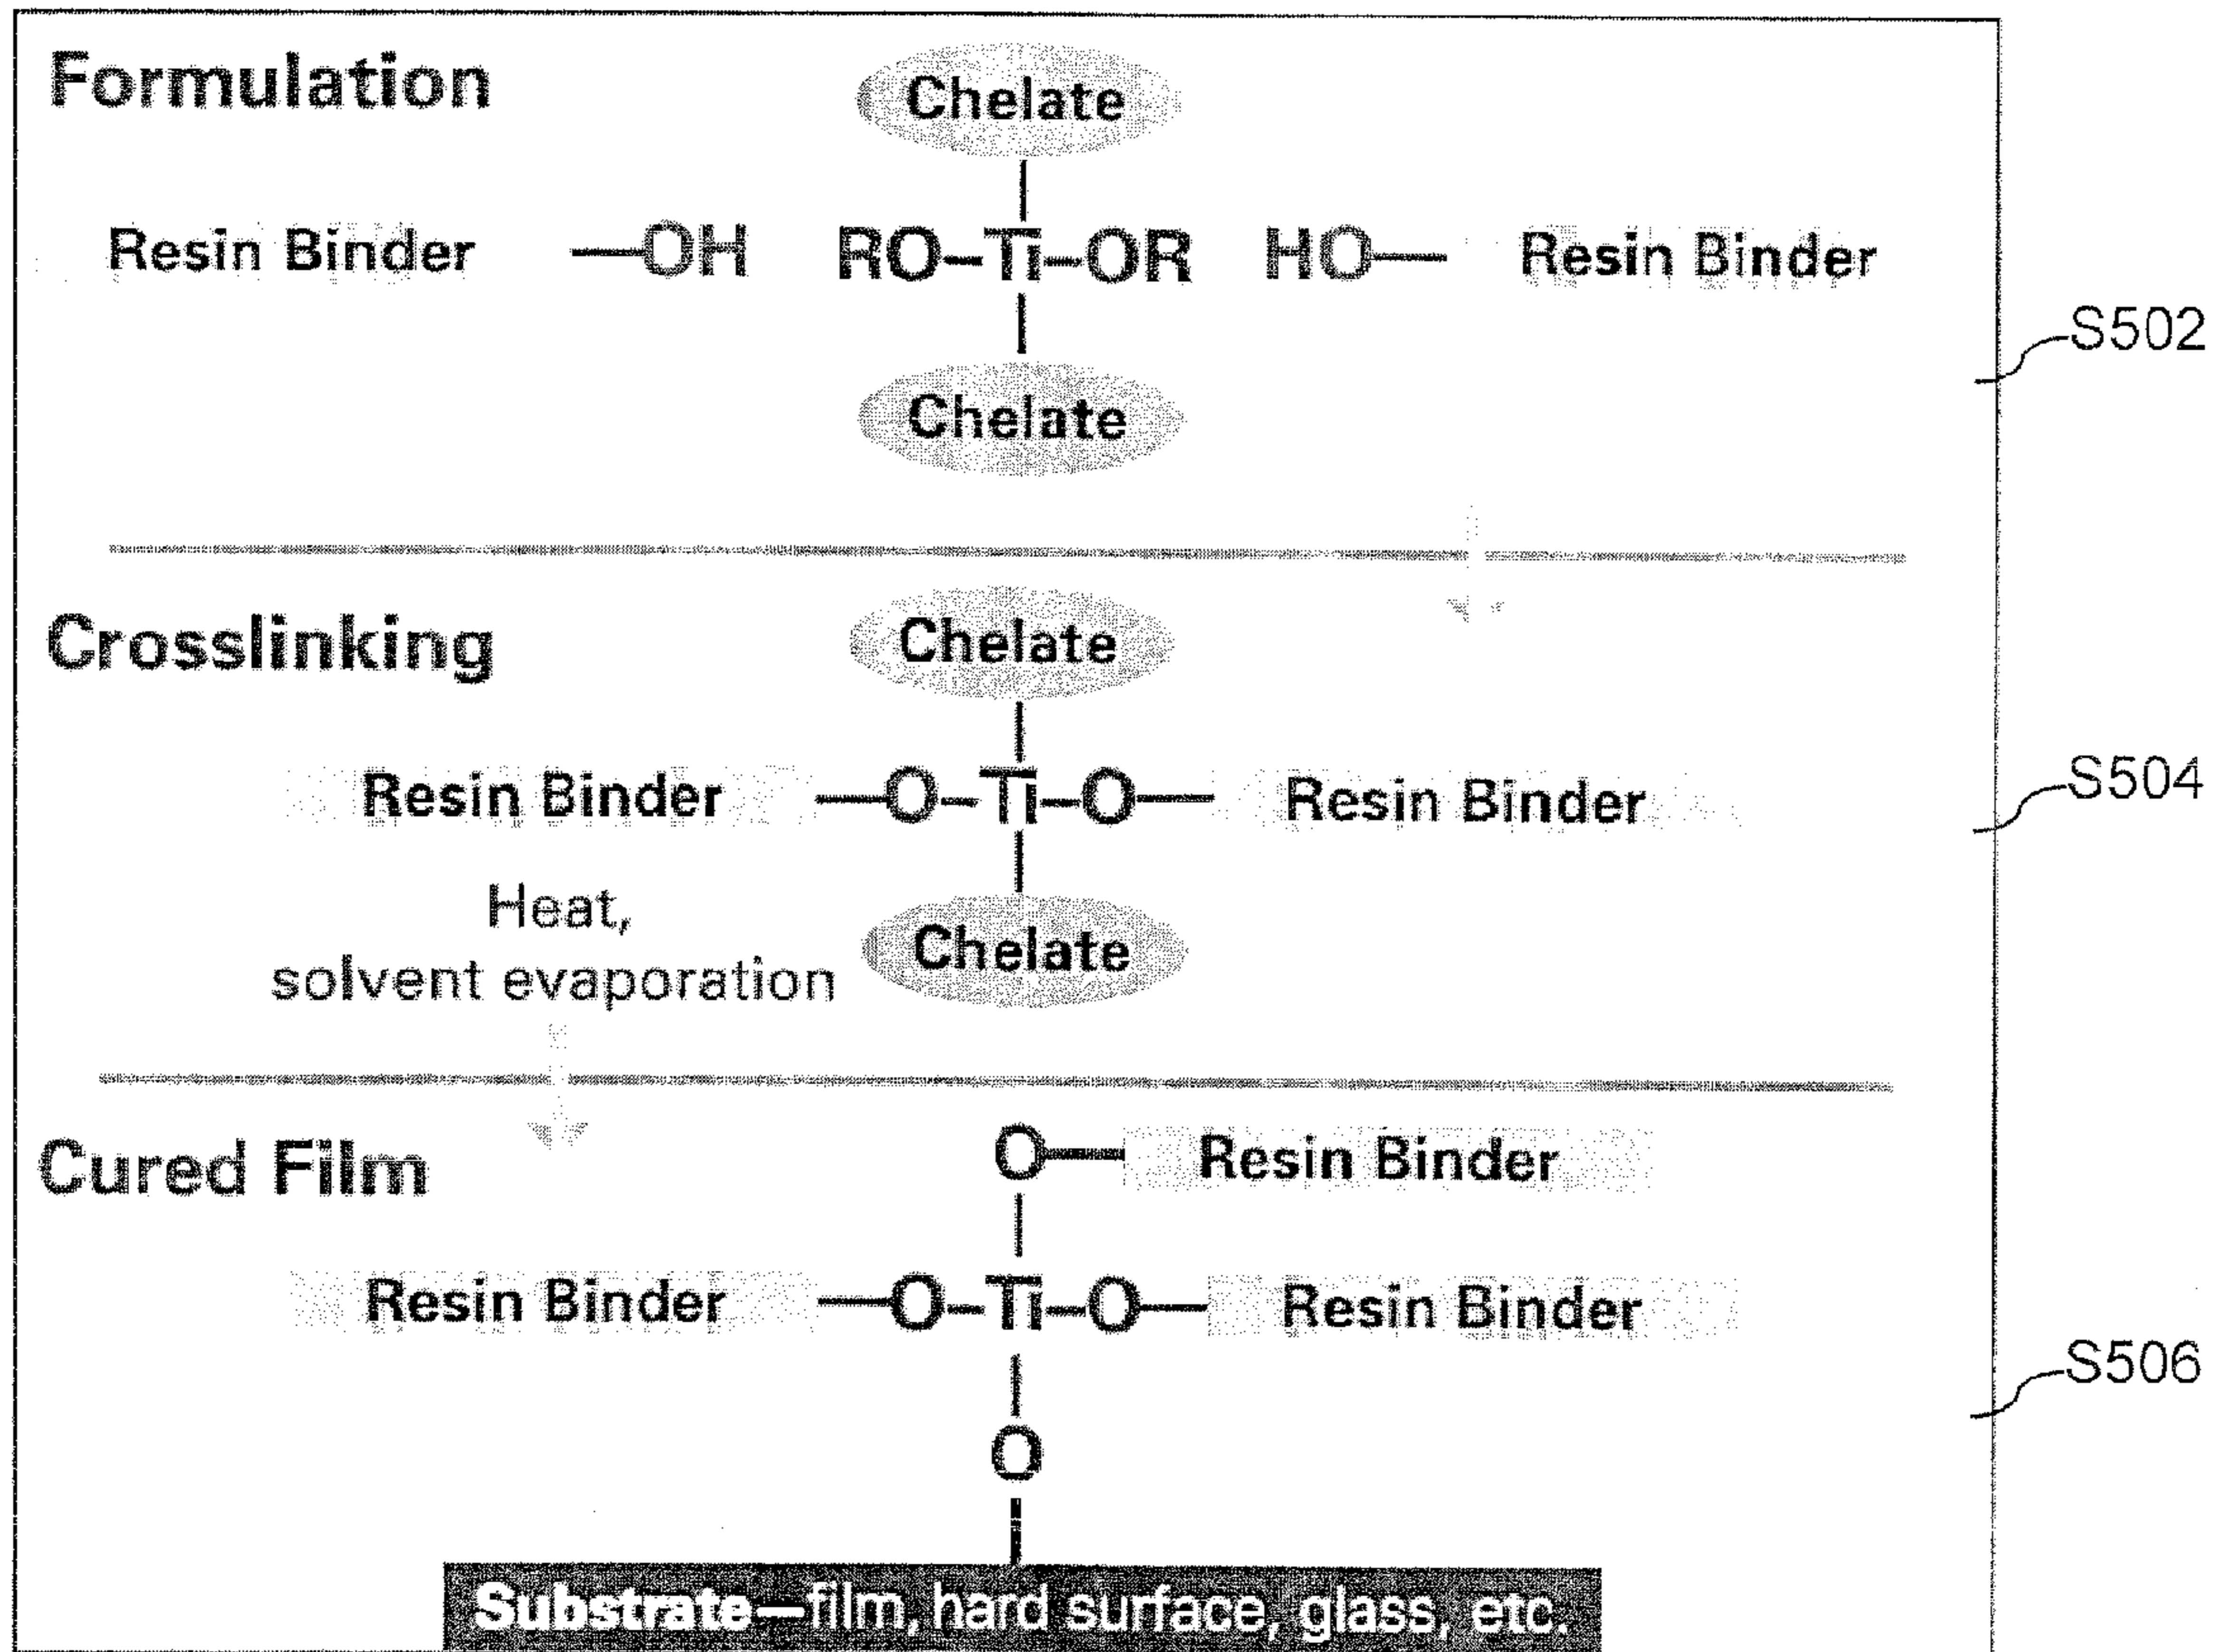 Formulation
Chelate
Resin Binder —OH RO–Ti–OR HO— Resin Binder
S502
Chelate
Crosslinking
Chelate
S504
Resin Binder —O–Ti–O— Resin Binder
Heat,
solvent evaporation
Chelate
Cured Film
O— Resin Binder
Resin Binder —O–Ti–O— Resin Binder
S506
O
Substrate—film, hard surface, glass, etc.